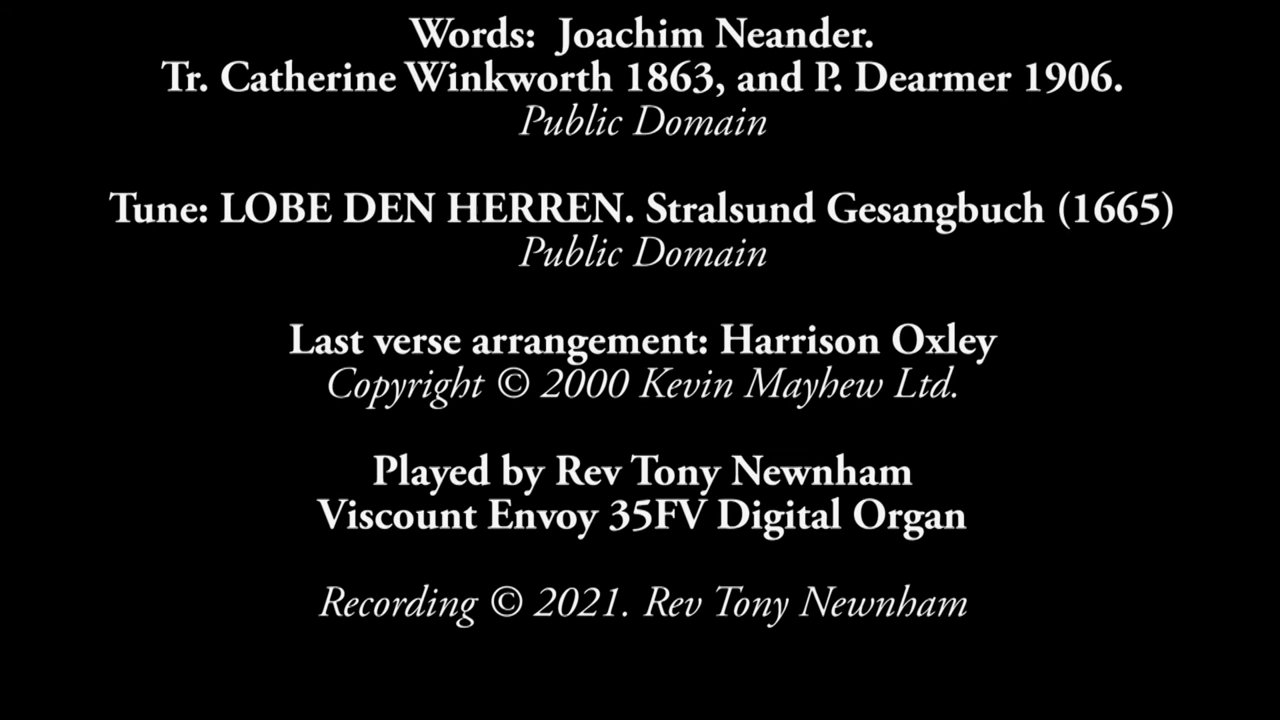 Words: Joachim Neander.
Tr. Catherine Winkworth 1863, and P. Dearmer 1906.
Public Domain
Tune: LOBE DEN HERREN. Stralsund Gesangbuch (1665)
Public Domain
Last verse arrangement: Harrison Oxley
Copyright © 2000 Kevin Mayhew Ltd.
Played by Rev Tony Newnham
Viscount Envoy 35FV Digital Organ
Recording © 2021. Rev Tony Newnham